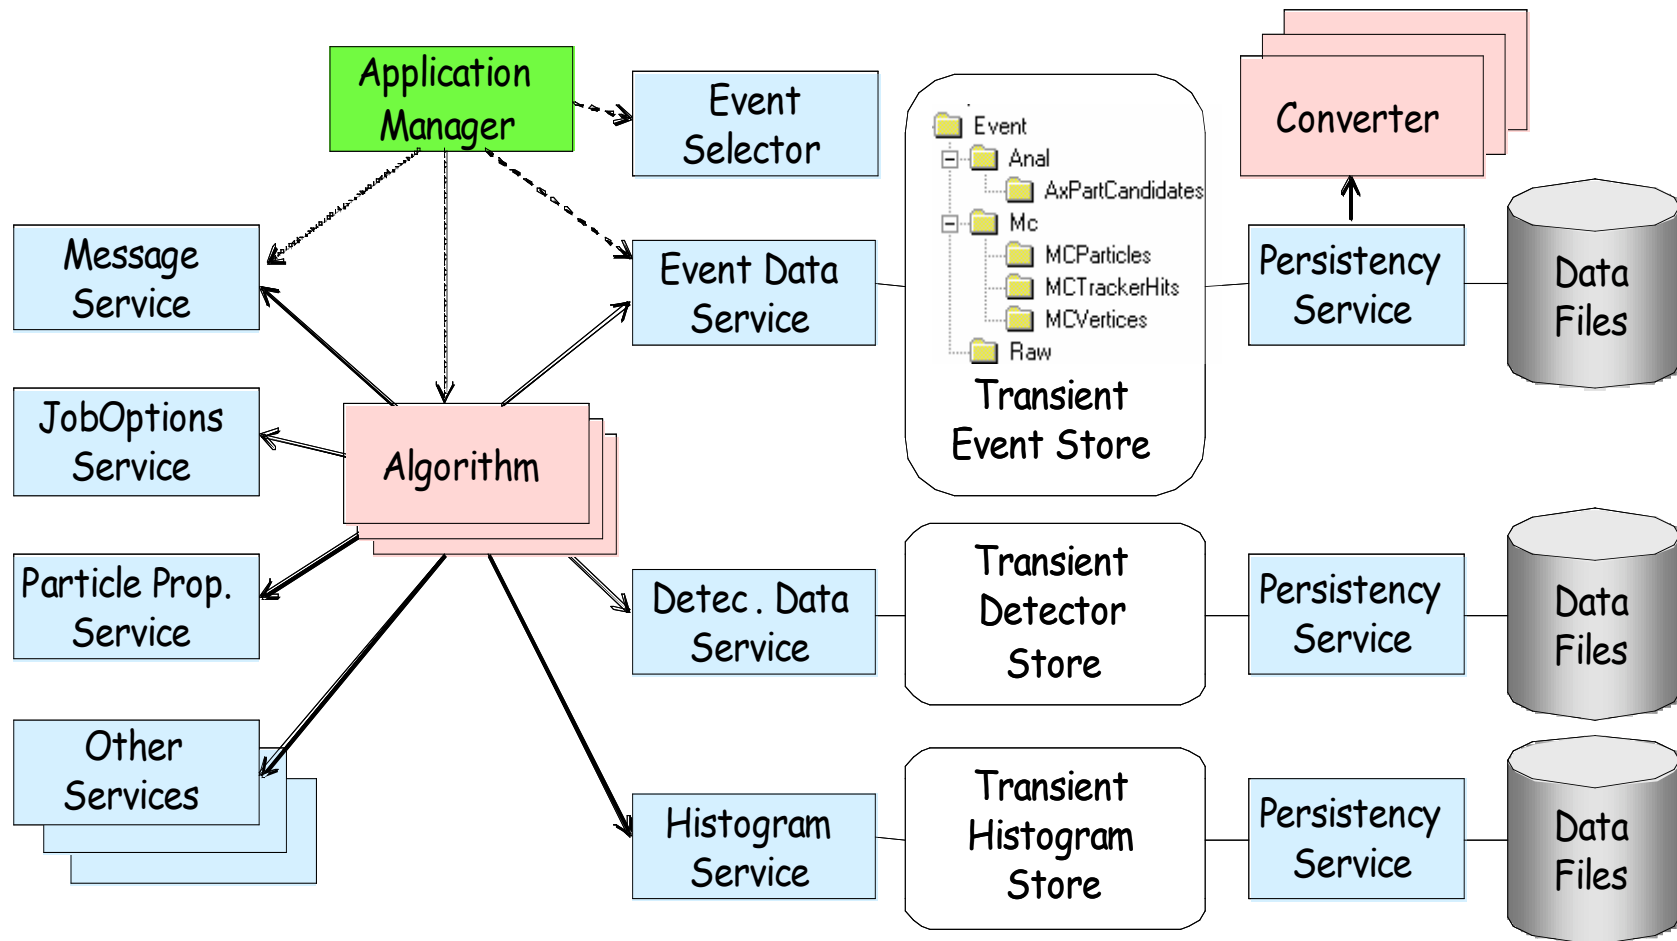 Application
Manager
Event
Selector
Event
Anal
AxPartCandidates
Mc
MCParticles
MCTrackerHits
MCVertices
Raw
Transient
Event Store
Converter
Message
Service
Event Data
Service
Persistency
Service
Data
Files
JobOptions
Service
Algorithm
Particle Prop.
Service
Detec. Data
Service
Transient
Detector
Store
Persistency
Service
Data
Files
Other
Services
Histogram
Service
Transient
Histogram
Store
Persistency
Service
Data
Files